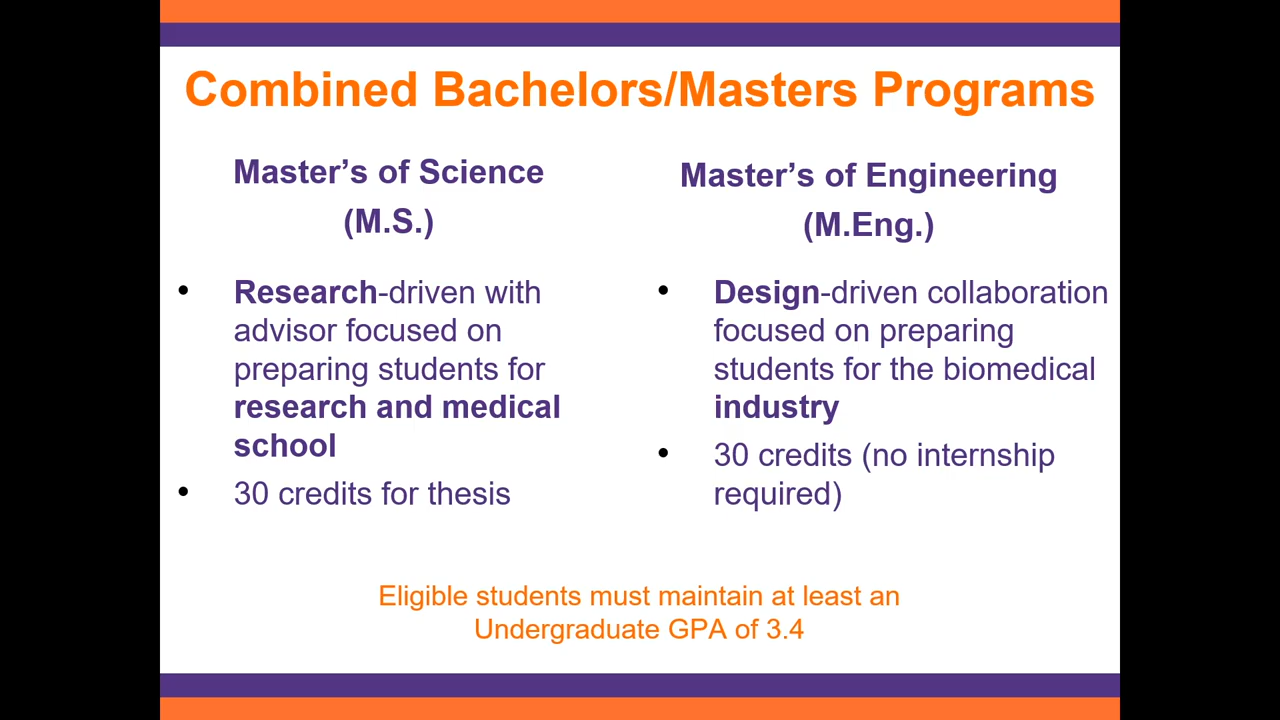 Combined Bachelors/Masters Programs
Master’s of Science
(M.S.)
• Research-driven with
advisor focused on
preparing students for
research and medical
school
• 30 credits for thesis
Master’s of Engineering
(M.Eng.)
• Design-driven collaboration
focused on preparing
students for the biomedical
industry
• 30 credits (no internship
required)
Eligible students must maintain at least an
Undergraduate GPA of 3.4